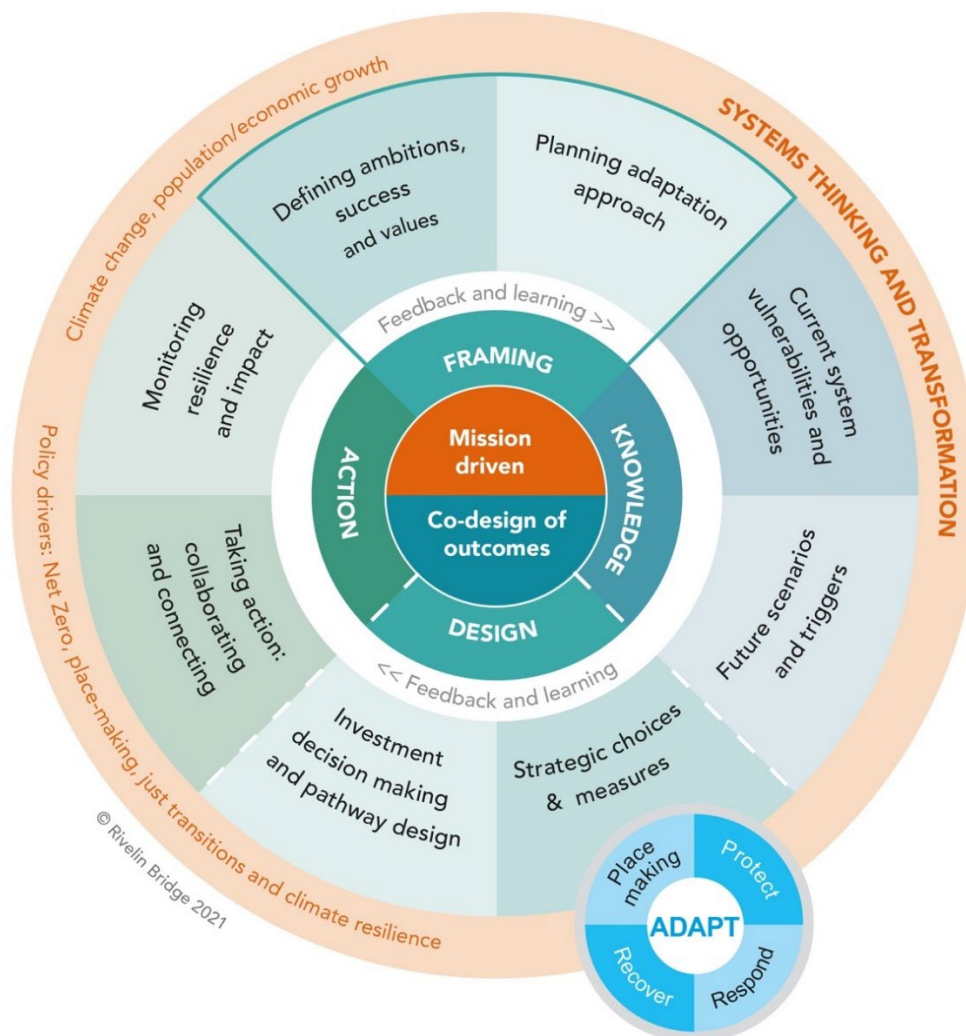 Climate change, population/economic growth
SYSTEMS THINKING AND TRANSFORMATION
Policy drivers: Net Zero, place-making, just transitions and climate resilience
Defining ambitions,
success
and values
Planning adaptation
approach
Current system
vulnerabilities and
opportunities
Future scenarios
and triggers
Strategic choices
& measures
Investment
decision making
and pathway design
Taking action:
collaborating
and connecting
Monitoring
resilience
and impact
Feedback and learning >>
FRAMING
KNOWLEDGE
DESIGN
ACTION
<< Feedback and learning
Mission
driven
Co-design of
outcomes
Place
making
Protect
ADAPT
Recover
Respond
© Rivelin Bridge 2021